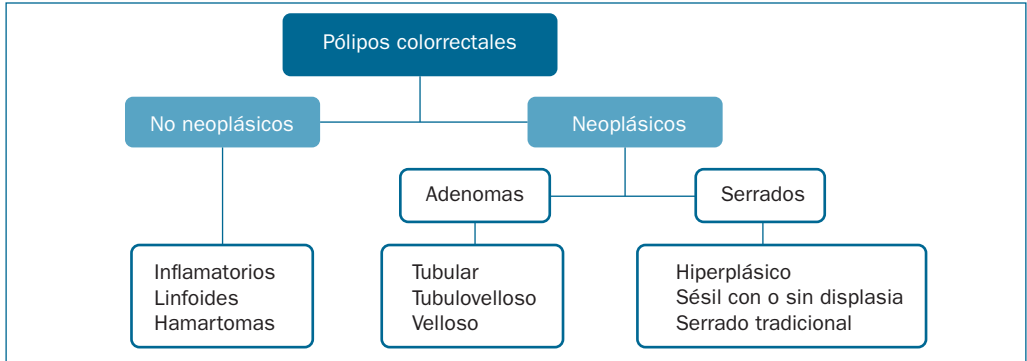 Pólipos colorrectales
No neoplásicos
Neoplásicos
Adenomas
Serrados
Inflamatorios
Linfoides
Hamartomas
Tubular
Tubulovelloso
Velloso
Hiperplásico
Sésil con o sin displasia
Serrado tradicional